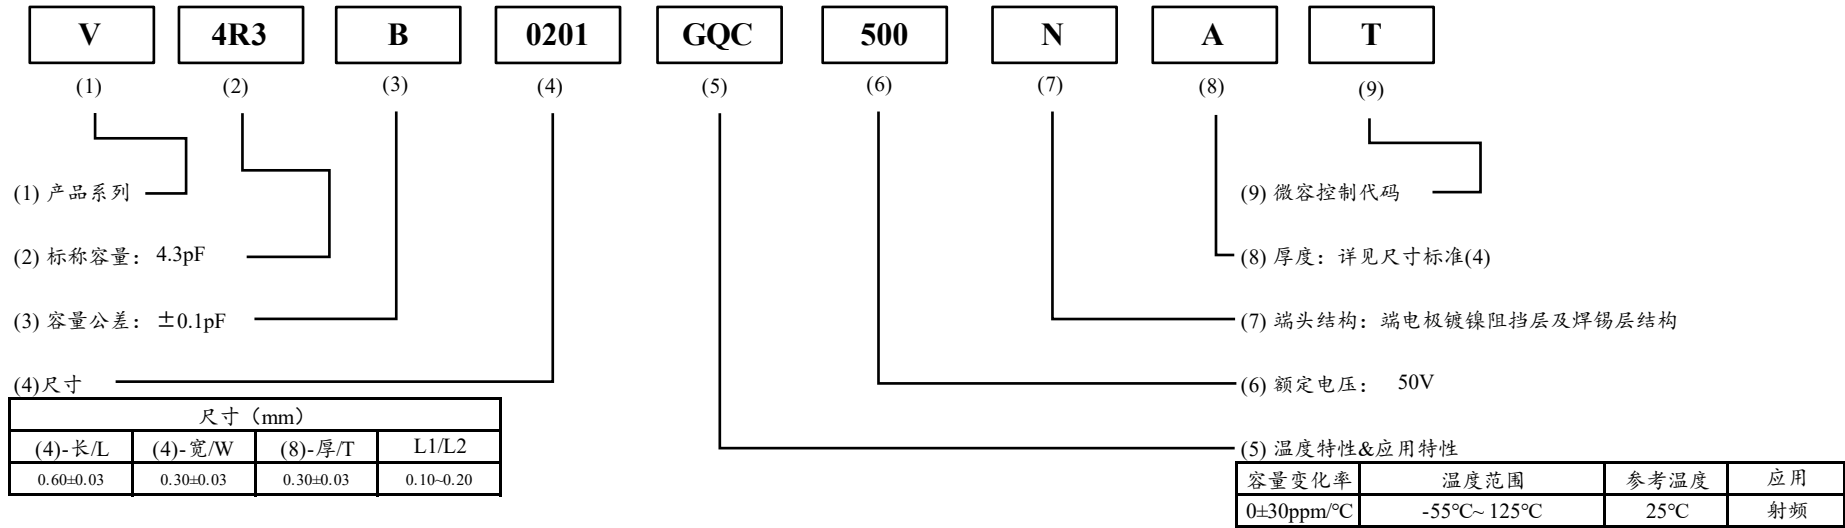 V 4R3 B 0201 GQC 500 N A T
(1) (2) (3) (4) (5) (6) (7) (8) (9)
(1) 产品系列
(9) 微容控制代码
(2) 标称容量： 4.3pF
(8) 厚度：详见尺寸标准(4)
(3) 容量公差：±0.1pF
(7) 端头结构：端电极镀镍阻挡层及焊锡层结构
(4)尺寸
(6) 额定电压： 50V
尺寸（mm）
(4)-长/L (4)-宽/W (8)-厚/T L1/L2
0.60±0.03 0.30±0.03 0.30±0.03 0.10~0.20
(5) 温度特性&应用特性
容量变化率 温度范围 参考温度 应用
0±30ppm/℃ -55℃~ 125℃ 25℃ 射频